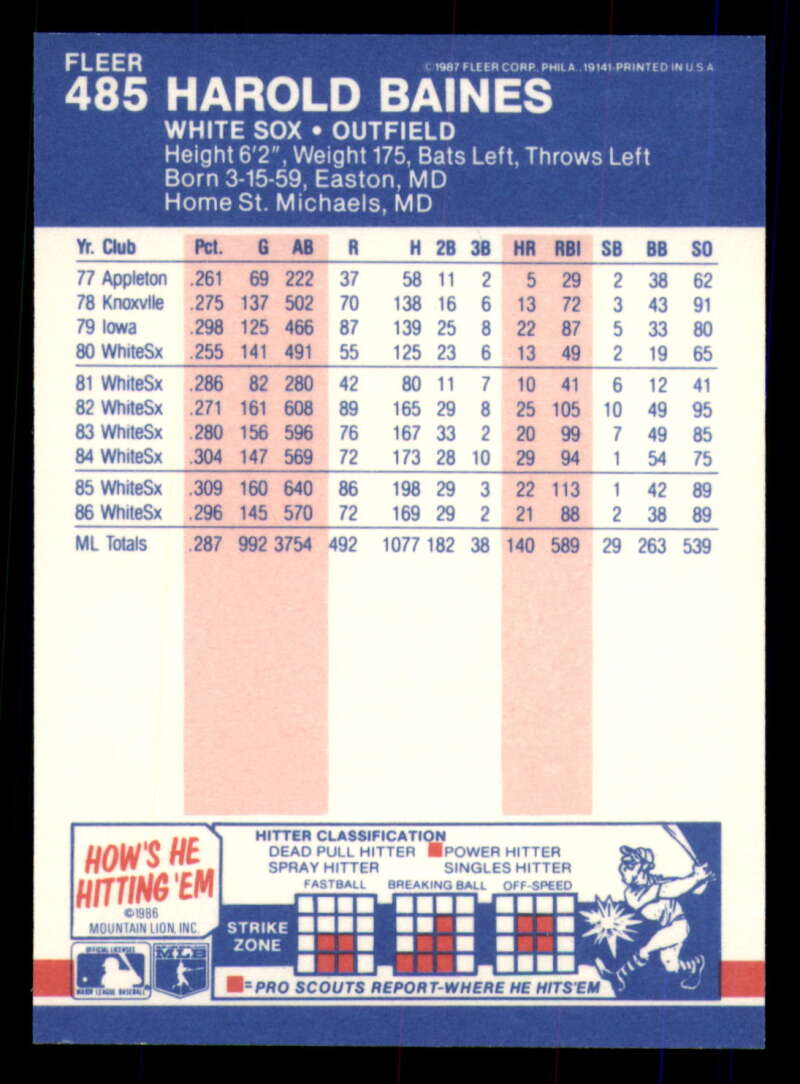 FLEER
©1987 FLEER CORP., PHILA., 19141-PRINTED IN U.S.A.
485 HAROLD BAINES
WHITE SOX • OUTFIELD
Height 6'2", Weight 175, Bats Left, Throws Left
Born 3-15-59, Easton, MD
Home St. Michaels, MD
Yr. Club Pct. G AB R H 2B 3B HR RBI SB BB SO
77 Appleton .261 69 222 37 58 11 2 5 29 2 38 62
78 Knoxvlle .275 137 502 70 138 16 6 13 72 3 43 91
79 Iowa .298 125 466 87 139 25 8 22 87 5 33 80
80 WhiteSx .255 141 491 55 125 23 6 13 49 2 19 65
81 WhiteSx .286 82 280 42 80 11 7 10 41 6 12 41
82 WhiteSx .271 161 608 89 165 29 8 25 105 10 49 95
83 WhiteSx .280 156 596 76 167 33 2 20 99 7 49 85
84 WhiteSx .304 147 569 72 173 28 10 29 94 1 54 75
85 WhiteSx .309 160 640 86 198 29 3 22 113 1 42 89
86 WhiteSx .296 145 570 72 169 29 2 21 88 2 38 89
ML Totals .287 992 3754 492 1077 182 38 140 589 29 263 539
HOW'S HE
HITTING 'EM
©1986
MOUNTAIN LION, INC.
OFFICIAL LICENSEE
MAJOR LEAGUE BASEBALL
MLB
HITTER CLASSIFICATION
DEAD PULL HITTER POWER HITTER
SPRAY HITTER SINGLES HITTER
FASTBALL BREAKING BALL OFF-SPEED
STRIKE
ZONE
=PRO SCOUTS REPORT-WHERE HE HITS'EM